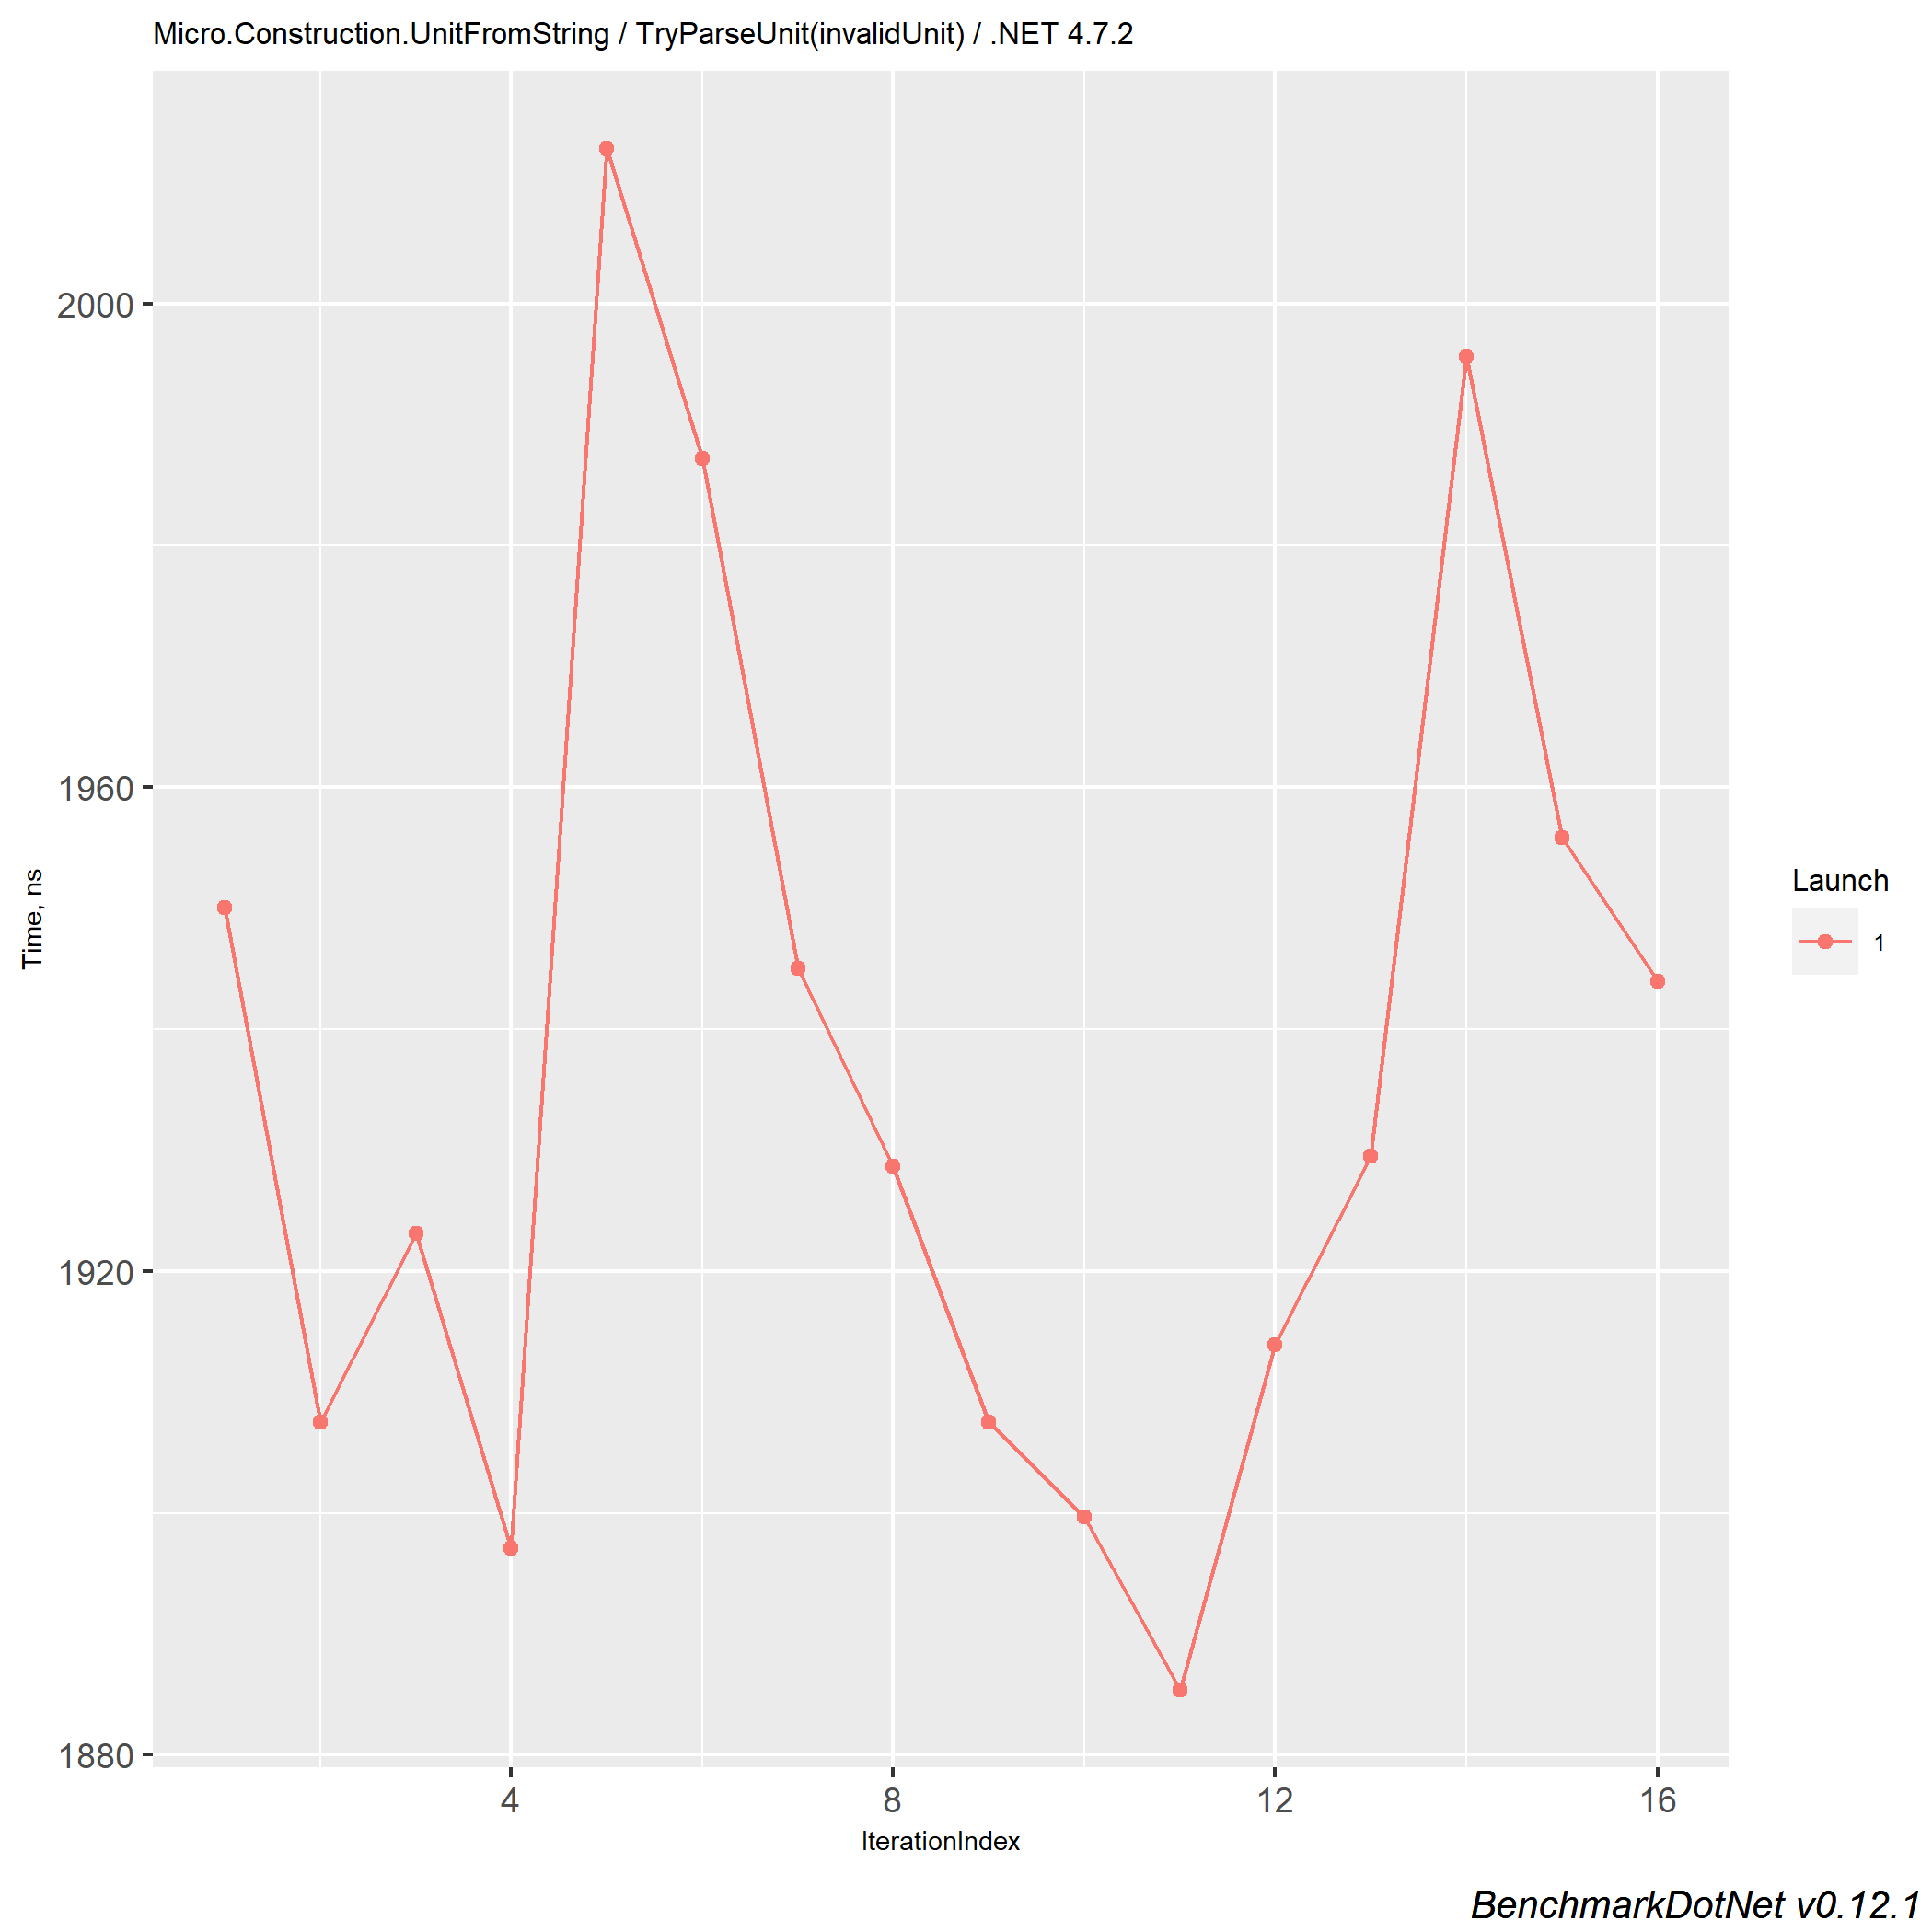 Micro.Construction.UnitFromString / TryParseUnit(invalidUnit) / .NET 4.7.2
2000
1960
1920
1880
Time, ns
4 8 12 16
IterationIndex
Launch
1
BenchmarkDotNet v0.12.1